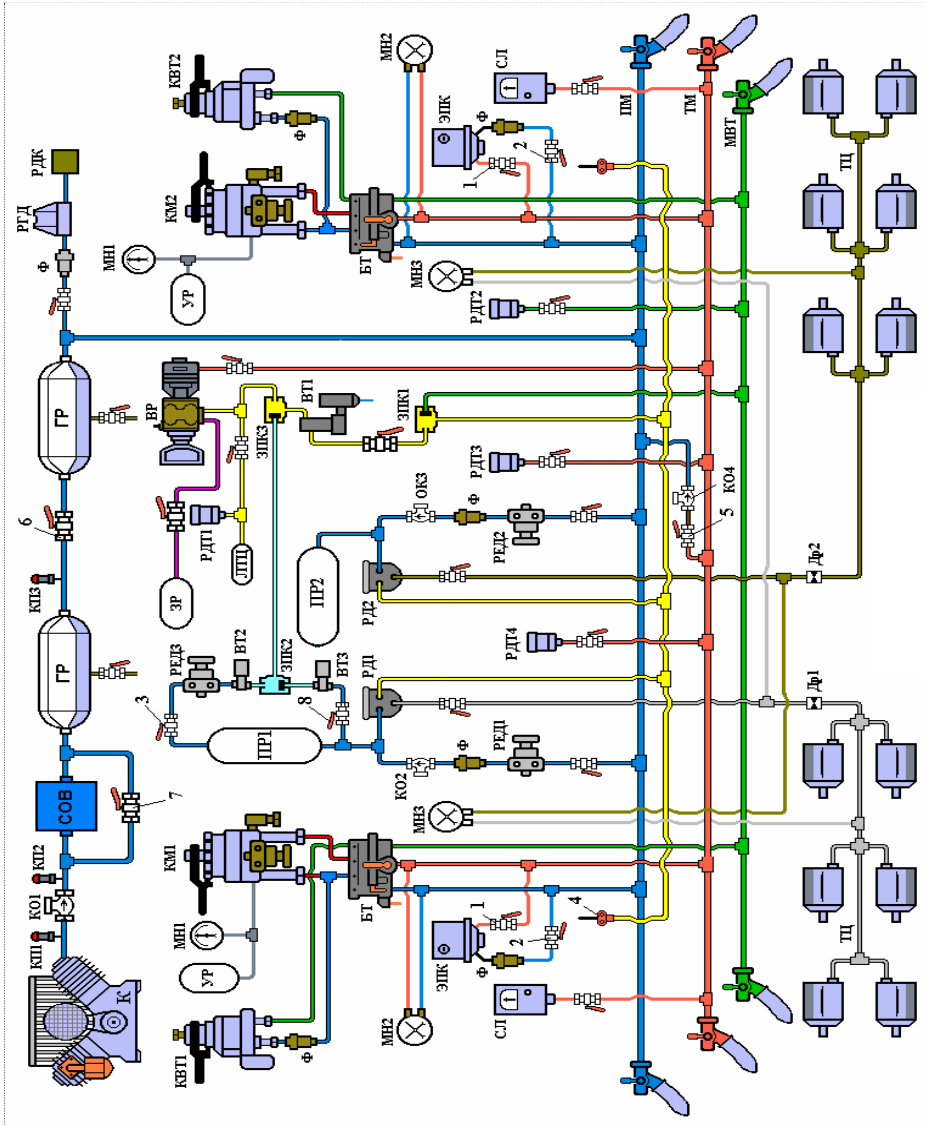 КП1
КО1
КП2
КП3
6
РГД
РДК
К
СОВ
7
ГР
ГР
Ф
КВТ1
КМ1
3
РЕД3
ЗР
ВР
МН1
КМ2
КВТ2
УР
МН1
ПР1
ВТ2
РДТ1
ЛПЦ
УР
Ф
ЗПК2
ВТ3
8
ЗПК3
ВТ1
Ф
ПР2
БТ
КО2
РД1
РД2
ЗПК1
БТ
МН2
МН3
Ф
ОК3
Ф
МН3
МН2
ЭПК
Ф
1
РЕД1
РЕД2
РДТ2
1
ЭПК
Ф
СЛ
2
РДТ4
РДТ3
2
СЛ
4
ПМ
ТМ
КО4
5
МВТ
Др1
Др2
ТЦ
ТЦ